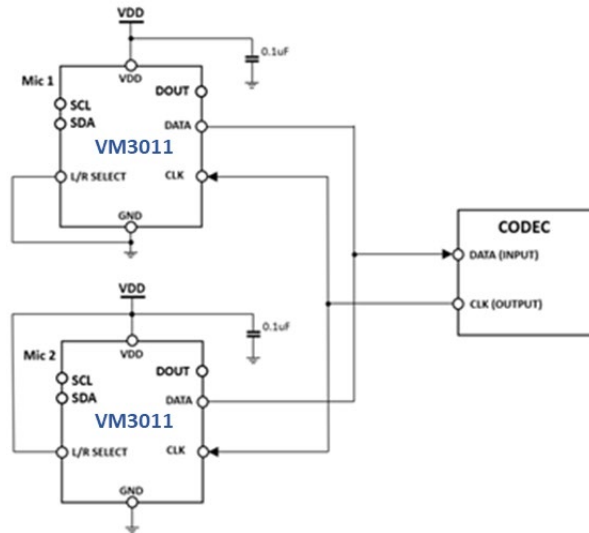 VDD
0.1uF
Mic 1
VDD
DOUT
SCL
SDA
DATA
VM3011
L/R SELECT
CLK
GND
CODEC
DATA (INPUT)
CLK (OUTPUT)
VDD
0.1uF
Mic 2
VDD
DOUT
SCL
SDA
DATA
VM3011
L/R SELECT
CLK
GND